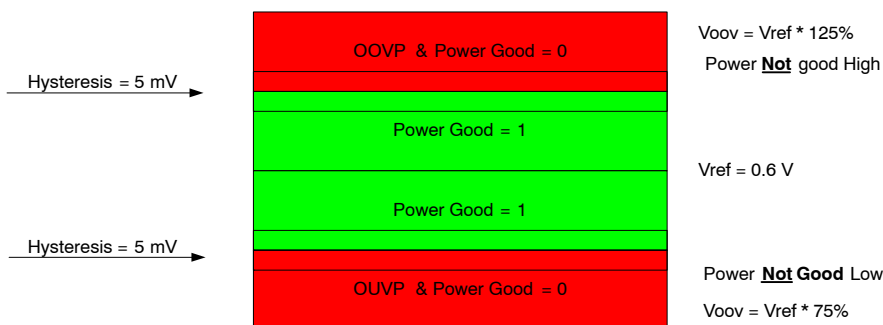 Voov = Vref * 125%
OOVP & Power Good = 0
Power Not good High
Hysteresis = 5 mV
Power Good = 1
Vref = 0.6 V
Power Good = 1
Hysteresis = 5 mV
Power Not Good Low
OUVP & Power Good = 0
Voov = Vref * 75%